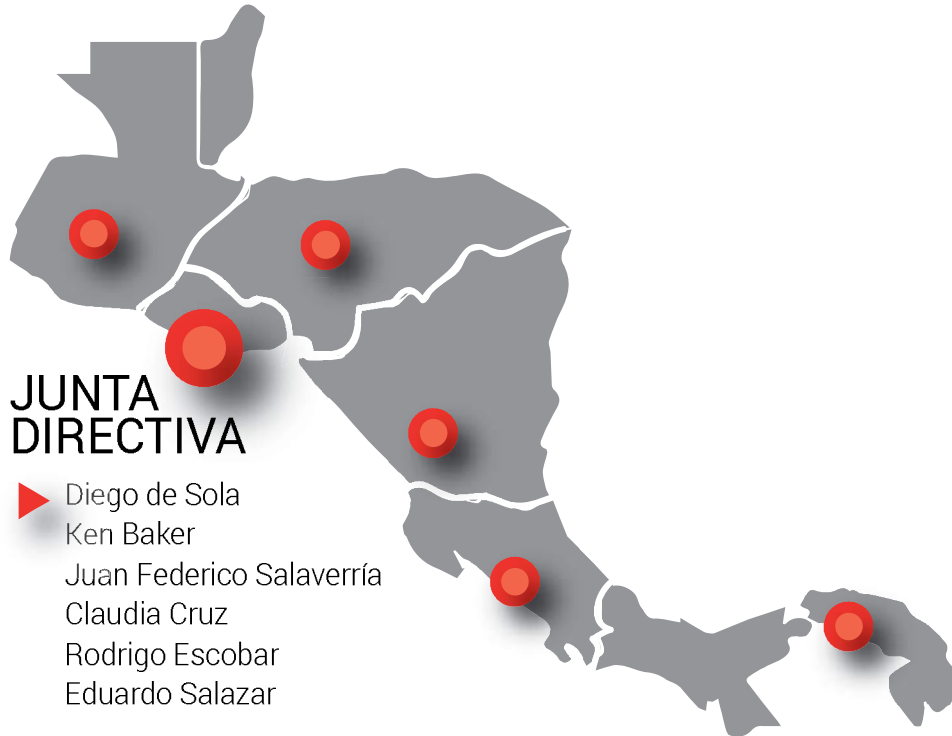 JUNTA
DIRECTIVA
Diego de Sola
Ken Baker
Juan Federico Salaverría
Claudia Cruz
Rodrigo Escobar
Eduardo Salazar